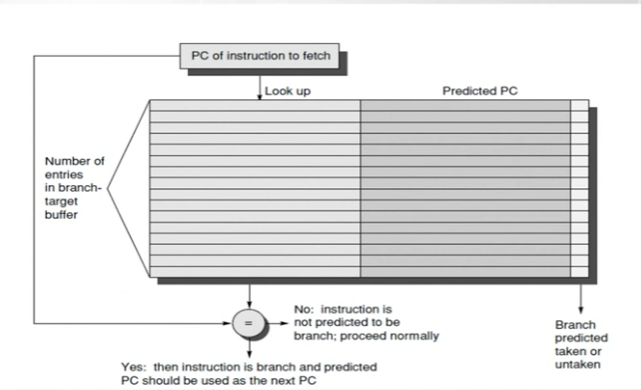 PC of instruction to fetch
Look up
Predicted PC
Number of
entries
in branch-
target
buffer
=
No: instruction is
not predicted to be
branch; proceed normally
Branch
predicted
taken or
untaken
Yes: then instruction is branch and predicted
PC should be used as the next PC